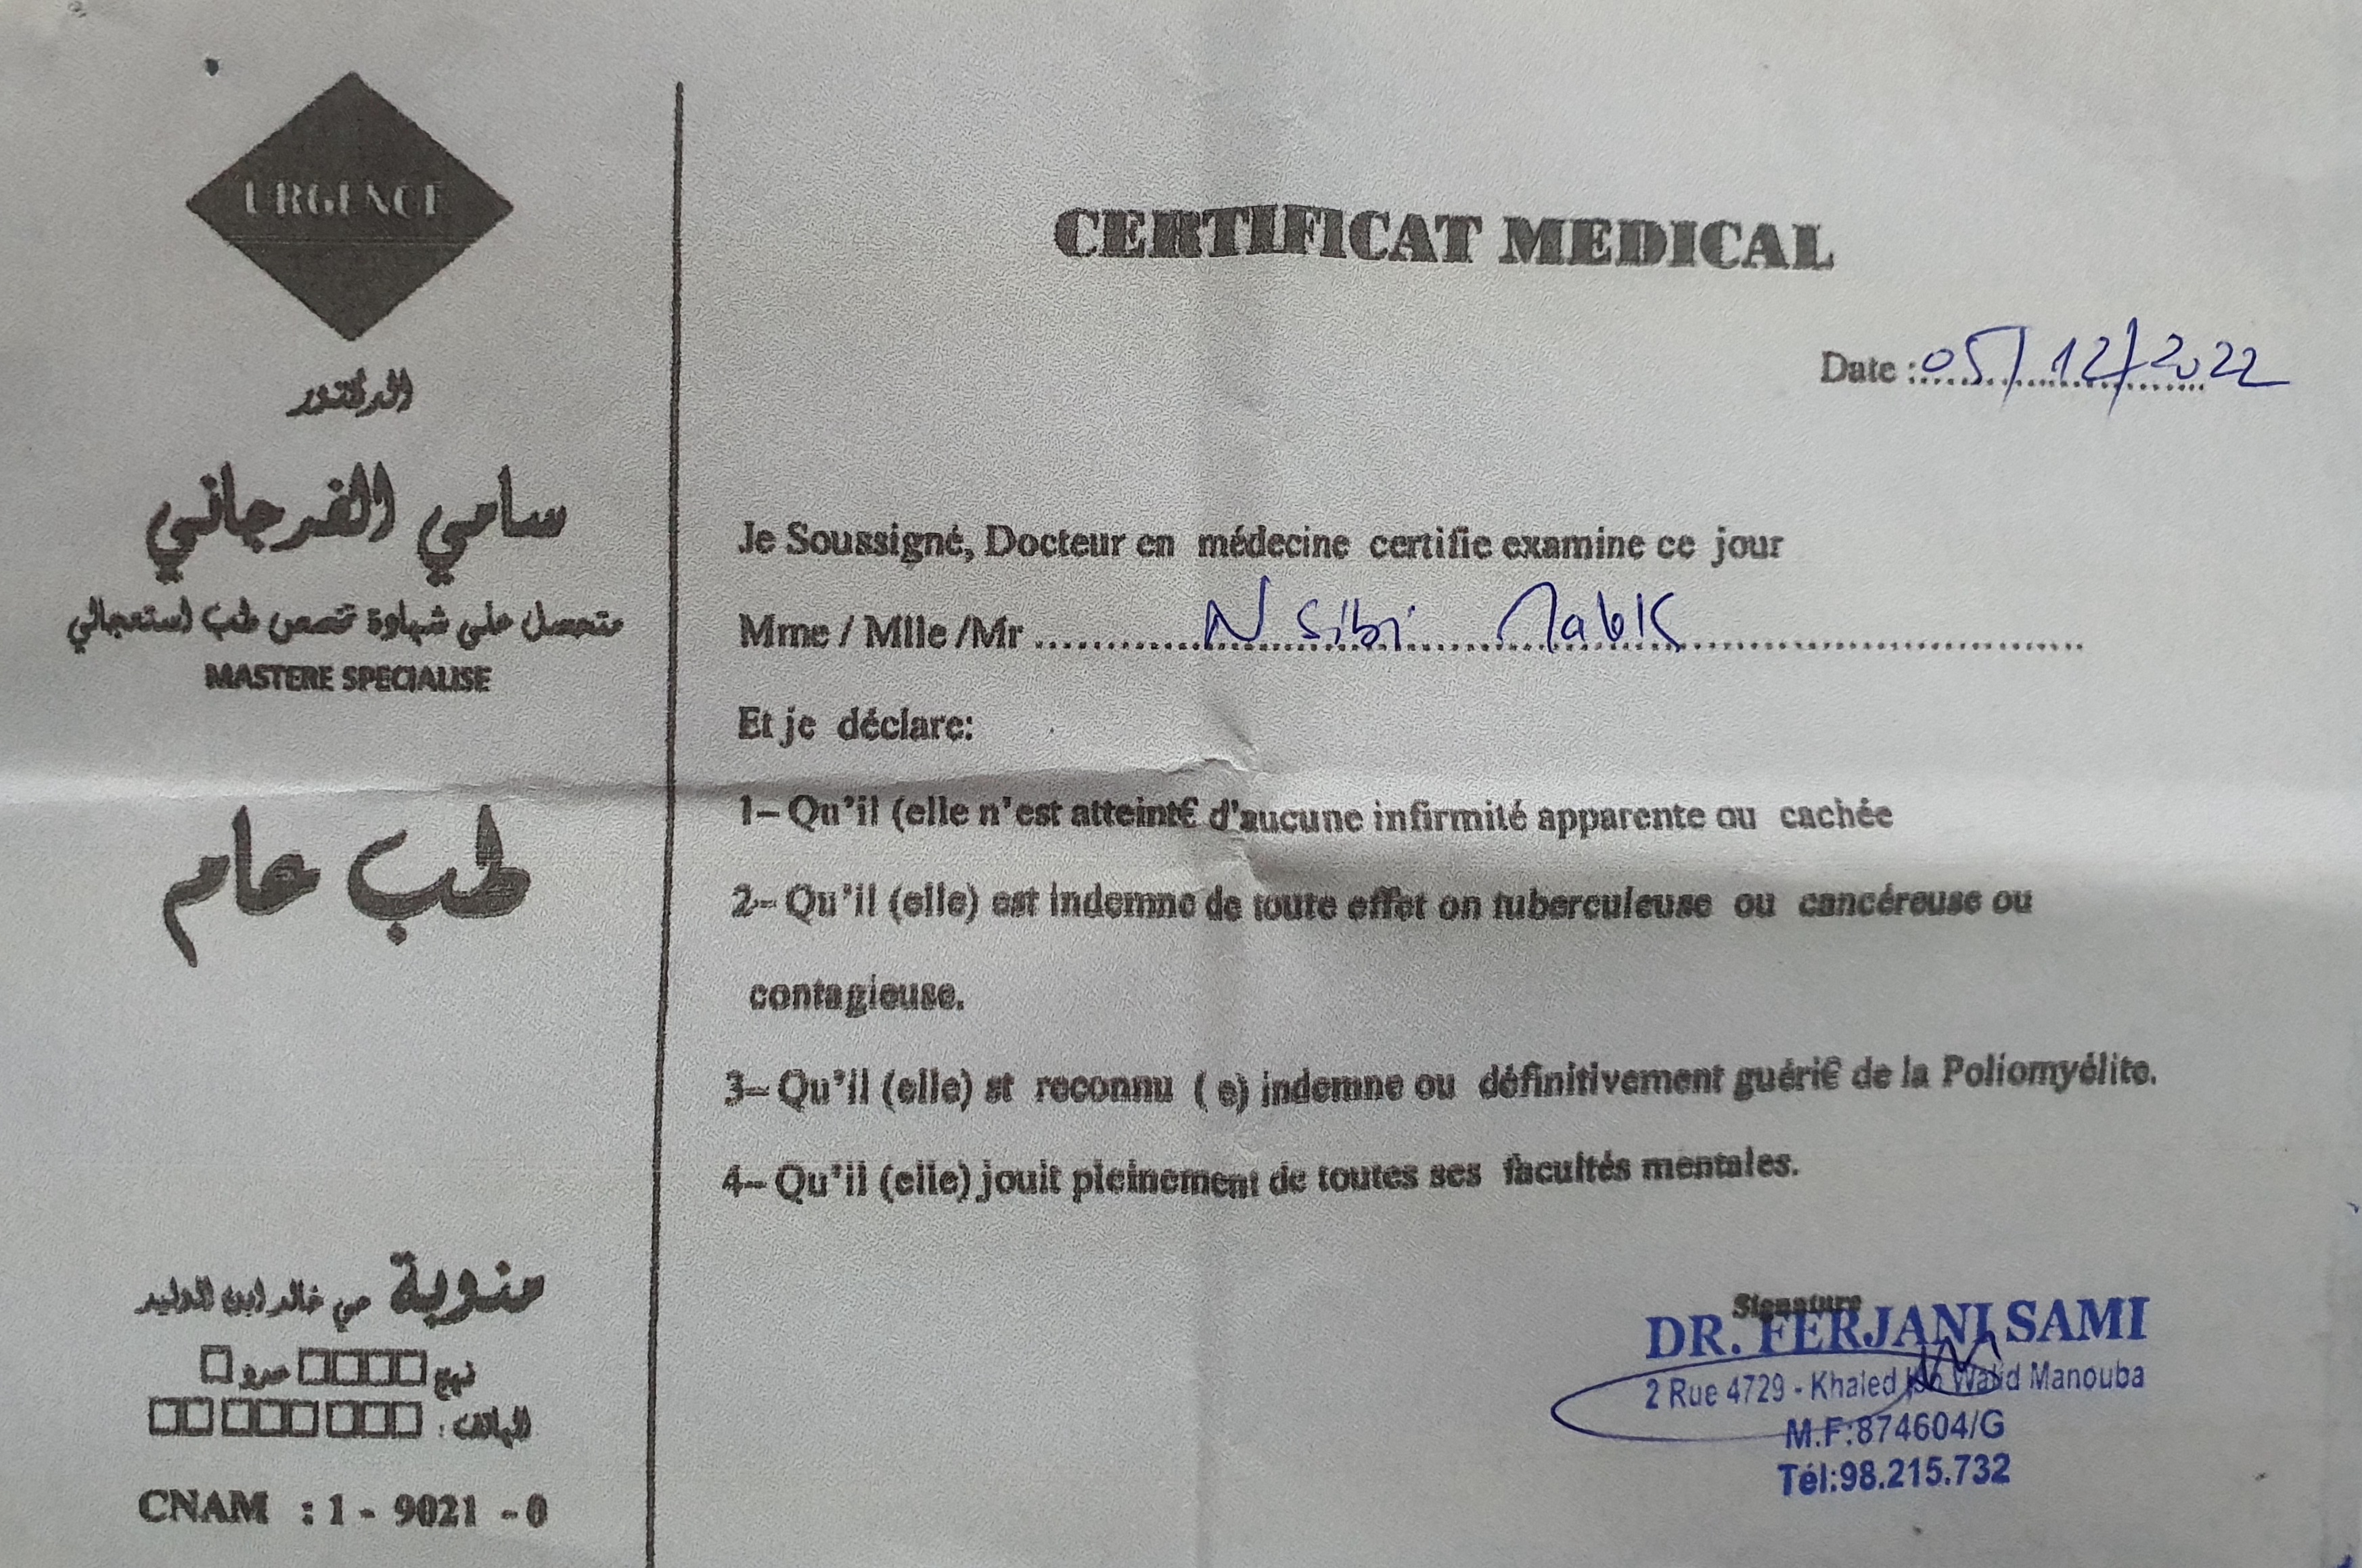 URGENCE
الدكتور
سامي الفرجاني
متحصل على شهادة تخصص طب استعجالي
MASTERE SPECIALISE
طب عام
منوبة حي خالد ابن الوليد
نهج □□□□ عدد □
الهاتف : □□ □□□ □□□
CNAM : 1 - 9021 - 0
CERTIFICAT MEDICAL
Date : 05/12/2022
Je Soussigné, Docteur en médecine certifie examine ce jour
Mme / Mlle /Mr Nsibi
Et je déclare:
1– Qu'il (elle n'est atteint€ d'aucune infirmité apparente ou cachée
2– Qu'il (elle) est indemne de toute effet on tuberculeuse ou cancéreuse ou
contagieuse.
3– Qu'il (elle) st reconnu ( e) indemne ou définitivement guéri€ de la Poliomyélite.
4– Qu'il (elle) jouit pleinement de toutes ses facultés mentales.
Signature
DR. FERJANI SAMI
2 Rue 4729 - Khaled Ibn Walid Manouba
M.F:874604/G
Tél:98.215.732